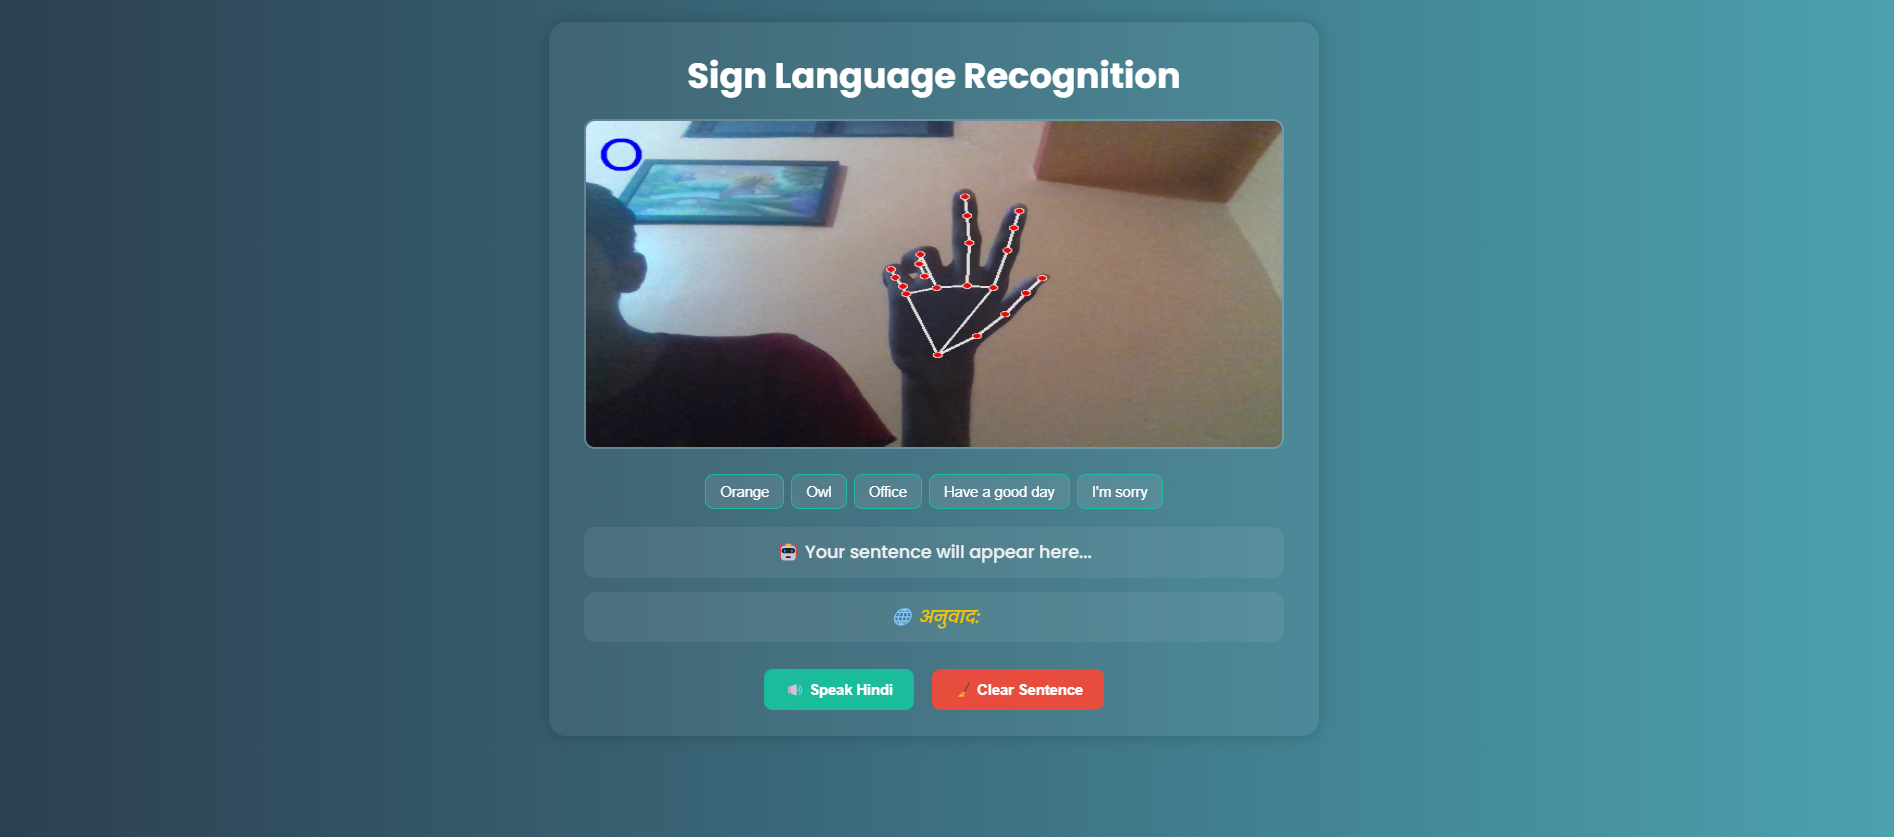 Sign Language Recognition
O
Orange Owl Office Have a good day I'm sorry
🤖 Your sentence will appear here...
🌐 अनुवाद:
🔊 Speak Hindi 🧹 Clear Sentence